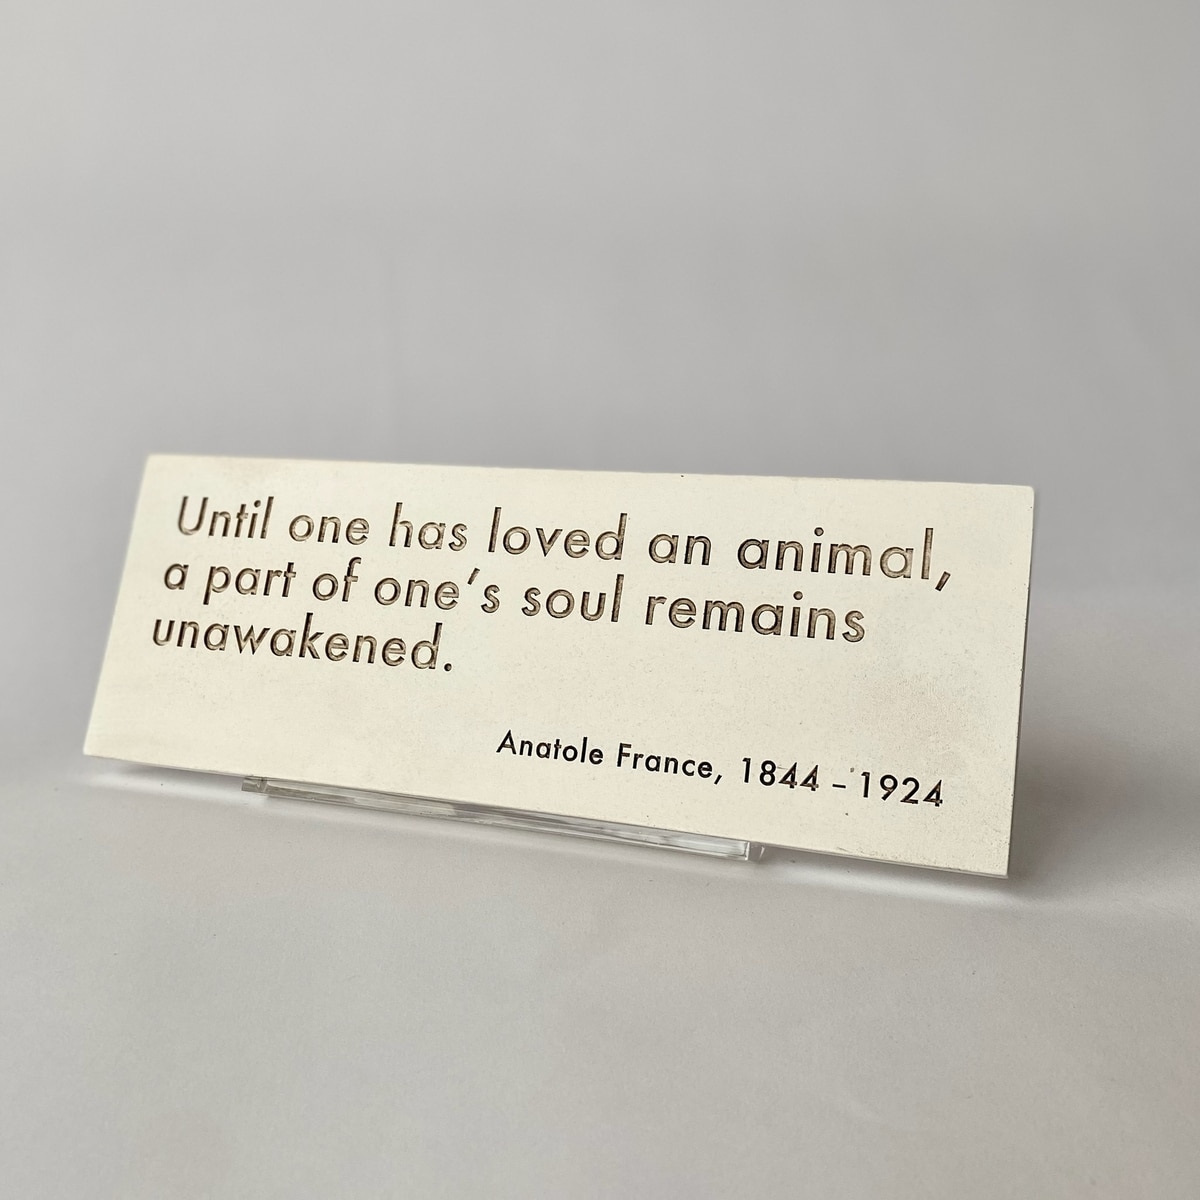 Until one has loved an animal,
a part of one's soul remains
unawakened.
Anatole France, 1844 – 1924